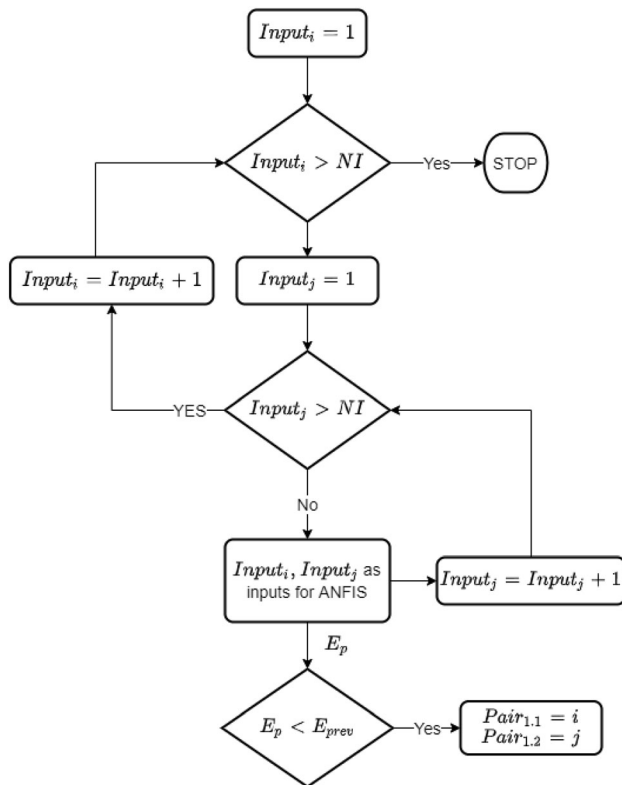 Input_i = 1
Input_i > NI
Yes
STOP
Input_i = Input_i + 1
Input_j = 1
YES
Input_j > NI
No
Input_i, Input_j as
inputs for ANFIS
Input_j = Input_j + 1
E_p
E_p < E_prev
Yes
Pair_1.1 = i
Pair_1.2 = j